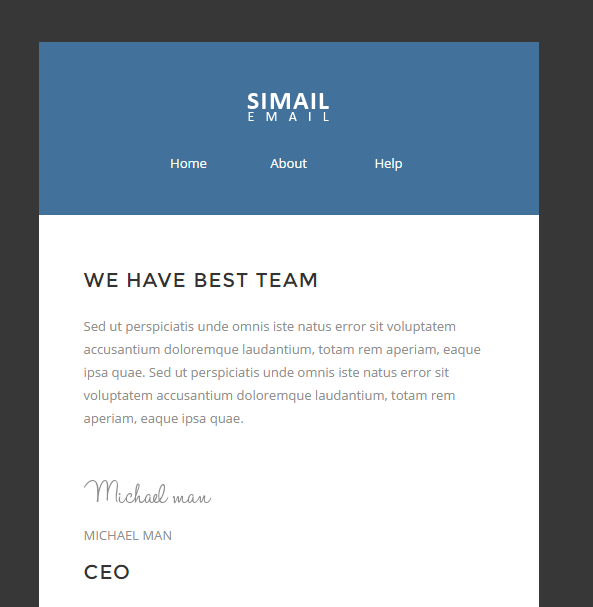 SIMAIL
EMAIL
Home About Help
WE HAVE BEST TEAM
Sed ut perspiciatis unde omnis iste natus error sit voluptatem
accusantium doloremque laudantium, totam rem aperiam, eaque
ipsa quae. Sed ut perspiciatis unde omnis iste natus error sit
voluptatem accusantium doloremque laudantium, totam rem
aperiam, eaque ipsa quae.
Michael man
MICHAEL MAN
CEO